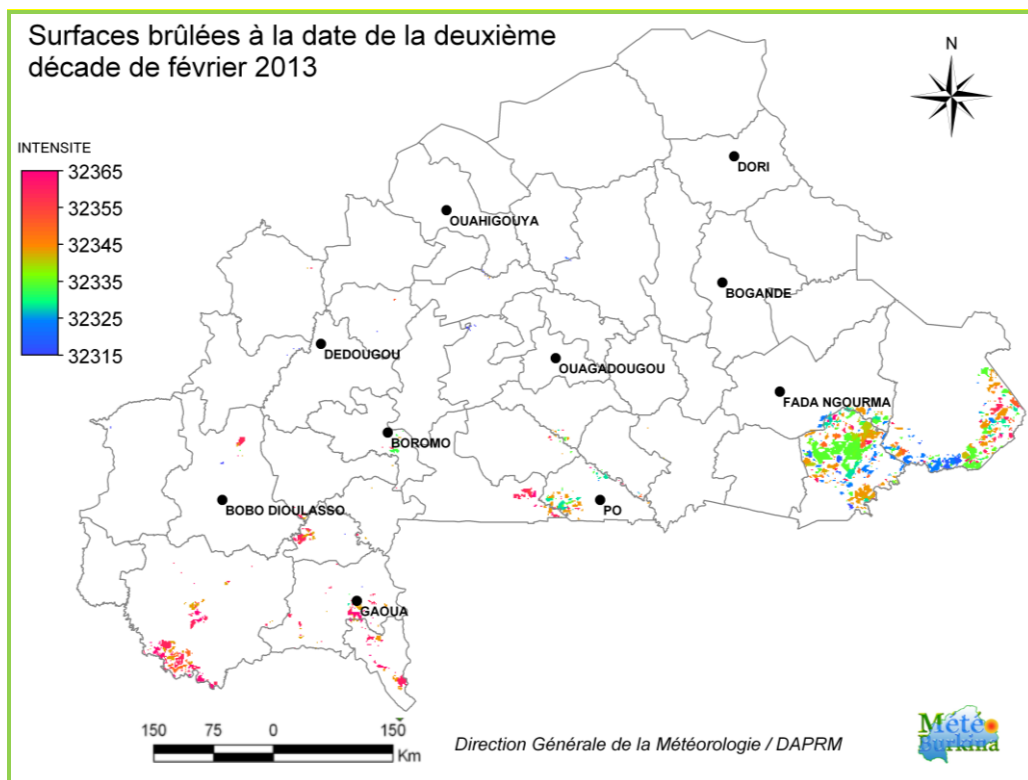 Surfaces brûlées à la date de la deuxième
décade de février 2013
N
INTENSITE
32365
32355
32345
32335
32325
32315
DORI
OUAHIGOUYA
BOGANDE
DEDOUGOU
OUAGADOUGOU
FADA NGOURMA
BOROMO
BOBO DIOULASSO
PO
GAOUA
150 75 0 150
Km
Direction Générale de la Météorologie / DAPRM
Météo
Burkina